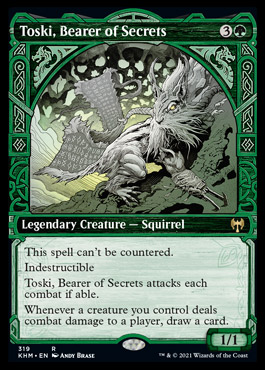 Toski, Bearer of Secrets 3
Legendary Creature — Squirrel
This spell can't be countered.
Indestructible
Toski, Bearer of Secrets attacks each
combat if able.
Whenever a creature you control deals
combat damage to a player, draw a card.
1/1
319 R
KHM • EN Andy Brase
™ & © 2021 Wizards of the Coast